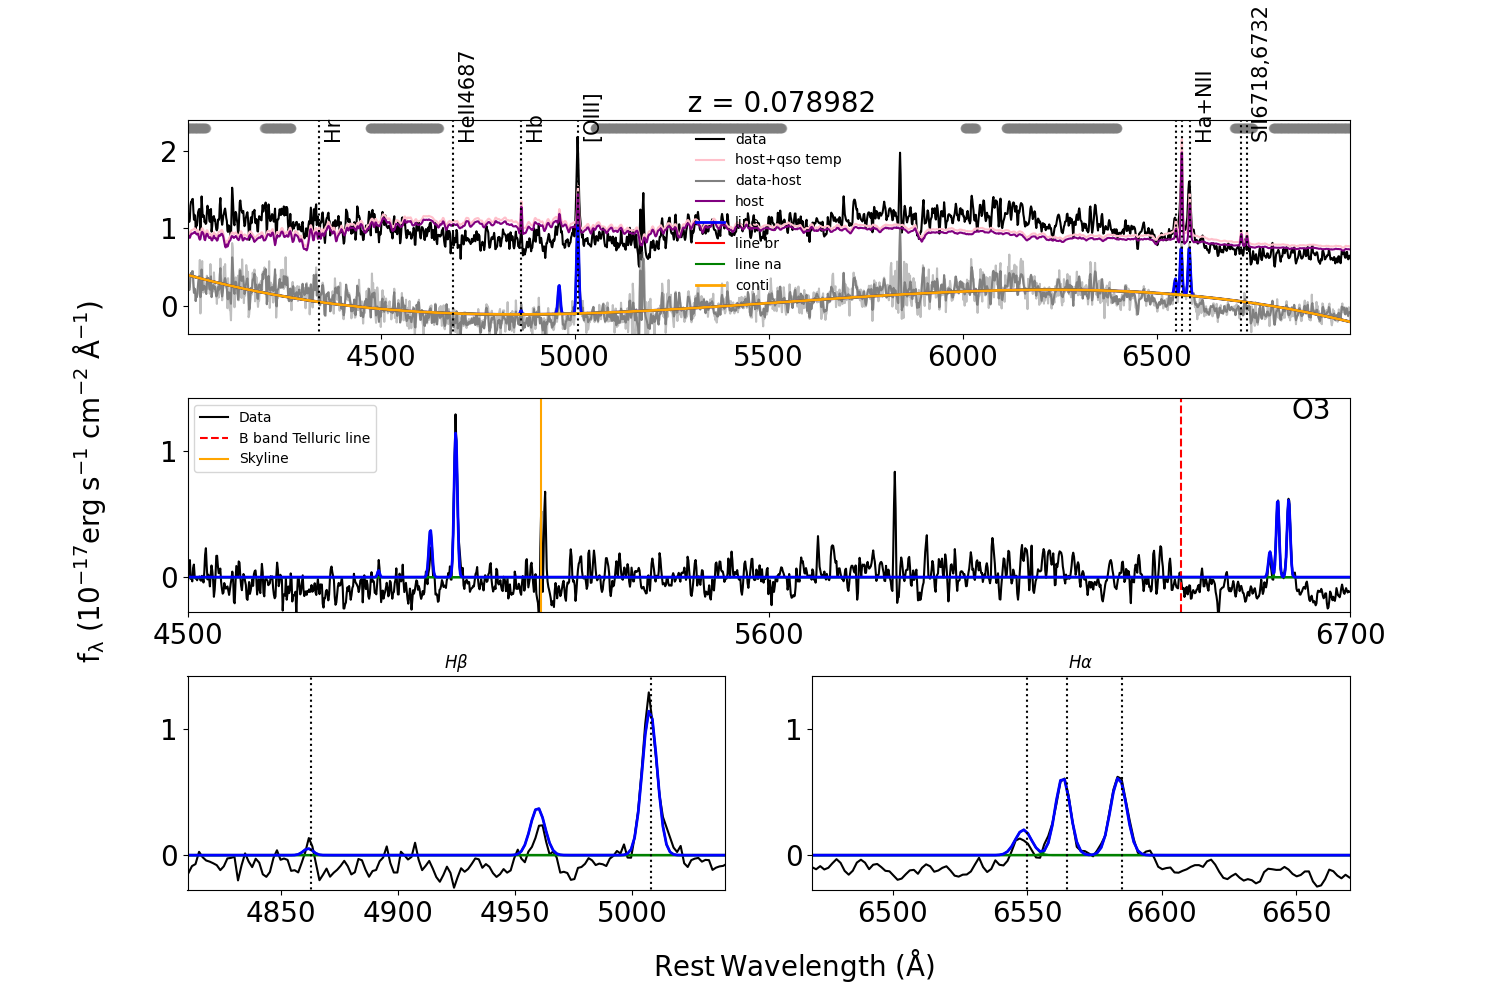 z = 0.078982
Hr
HeII4687
Hb
[OIII]
Ha+NII
SII6718,6732
data
host+qso temp
data-host
host
line
line br
line na
conti
2
1
0
4500 5000 5500 6000 6500
Data
B band Telluric line
Skyline
O3
1
0
4500 5600 6700
fλ (10⁻¹⁷erg s⁻¹ cm⁻² Å⁻¹)
Hβ
1
0
4850 4900 4950 5000
Hα
1
0
6500 6550 6600 6650
Rest Wavelength (Å)